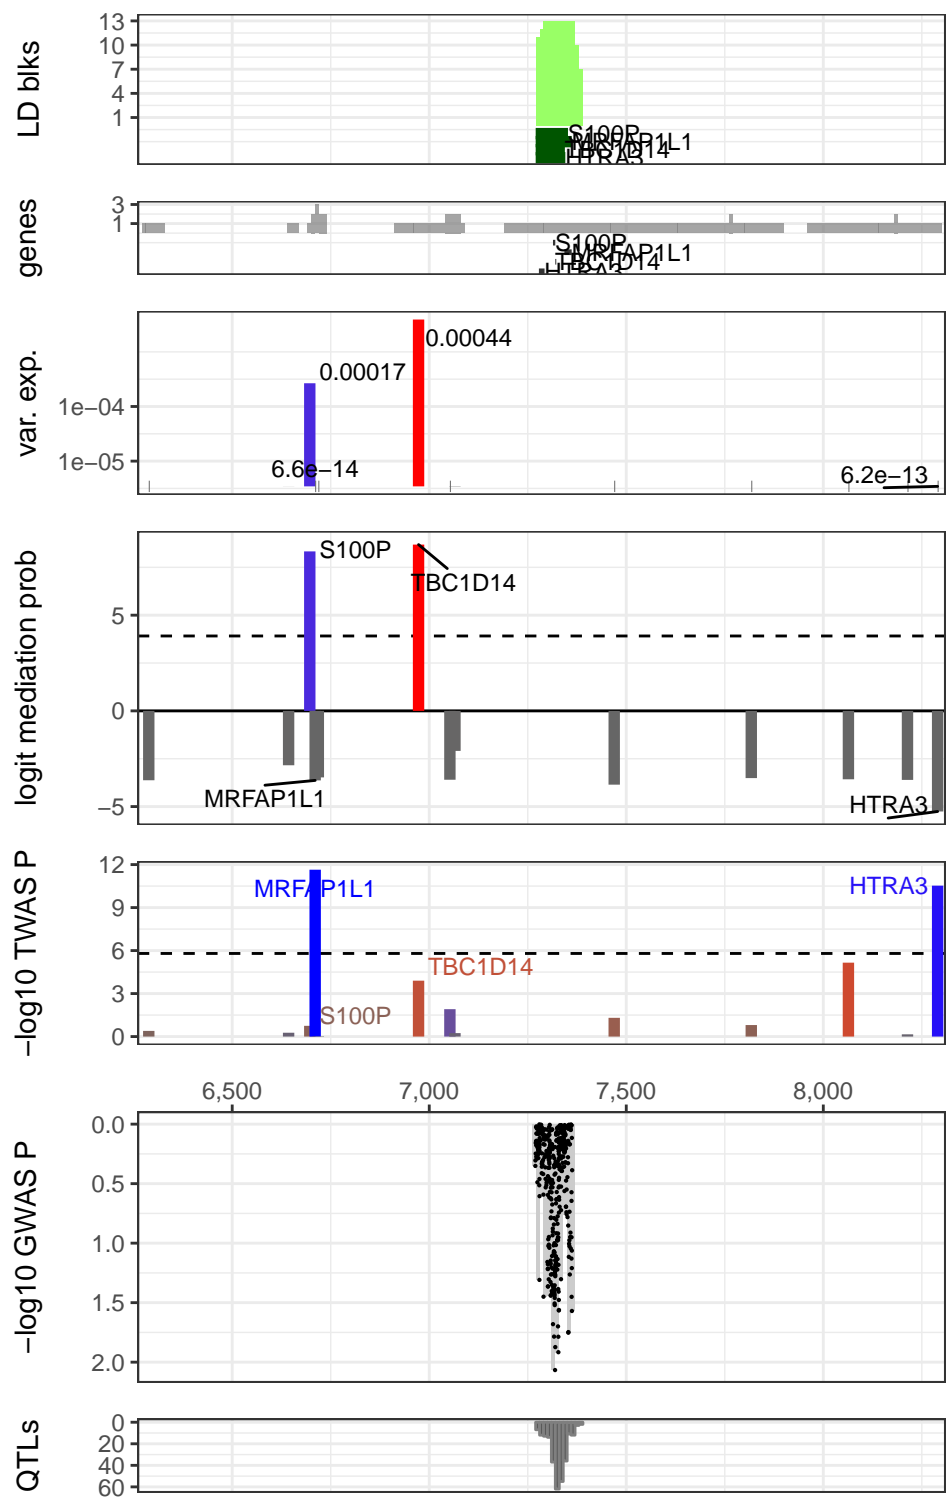 LD blks
13
10
7
4
1
S100P
MRFAP1L1
TBC1D14
HTRA3
genes
3
1
S100P
MRFAP1L1
TBC1D14
HTRA3
var. exp.
1e−04
1e−05
0.00044
0.00017
6.6e−14
6.2e−13
logit mediation prob
5
0
−5
S100P
TBC1D14
MRFAP1L1
HTRA3
−log10 TWAS P
12
9
6
3
0
MRFAP1L1
HTRA3
TBC1D14
S100P
6,500 7,000 7,500 8,000
−log10 GWAS P
0.0
0.5
1.0
1.5
2.0
QTLs
0
20
40
60